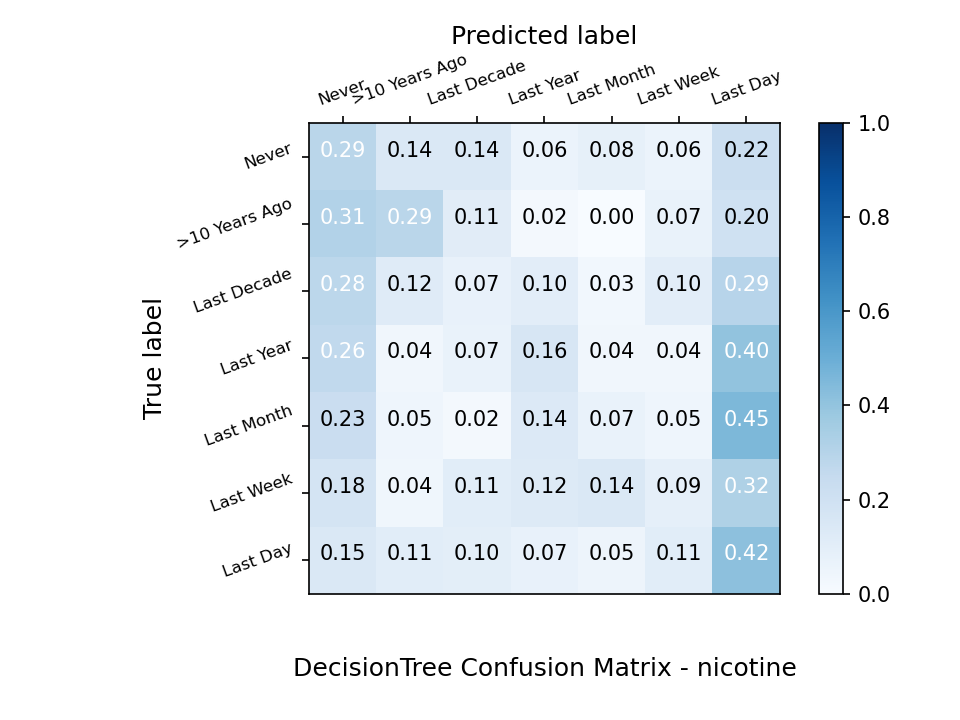 Predicted label
Never >10 Years Ago Last Decade Last Year Last Month Last Week Last Day
Never 0.29 0.14 0.14 0.06 0.08 0.06 0.22
>10 Years Ago 0.31 0.29 0.11 0.02 0.00 0.07 0.20
Last Decade 0.28 0.12 0.07 0.10 0.03 0.10 0.29
Last Year 0.26 0.04 0.07 0.16 0.04 0.04 0.40
Last Month 0.23 0.05 0.02 0.14 0.07 0.05 0.45
Last Week 0.18 0.04 0.11 0.12 0.14 0.09 0.32
Last Day 0.15 0.11 0.10 0.07 0.05 0.11 0.42
True label
1.0
0.8
0.6
0.4
0.2
0.0
DecisionTree Confusion Matrix - nicotine